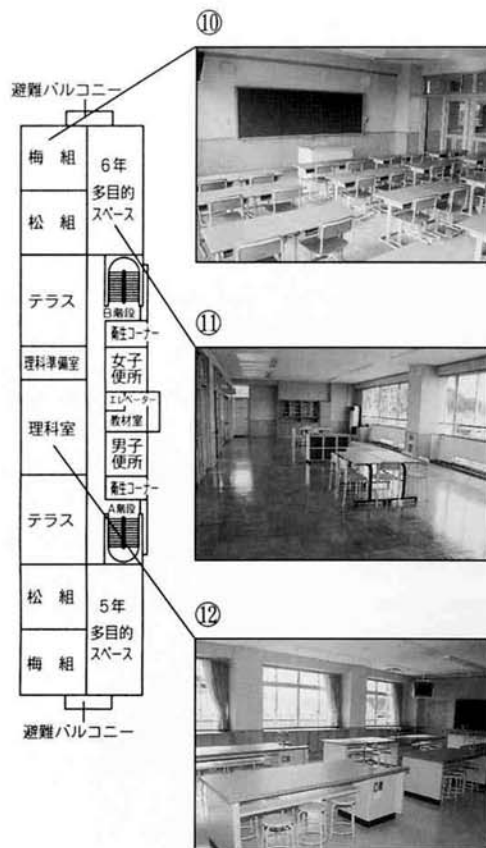 ⑩
避難バルコニー
梅 組
6年
多目的
スペース
松 組
テラス
B階段
⑪
衛生コーナー
理科準備室
女子
便所
エレベーター
教材室
理科室
男子
便所
衛生コーナー
テラス
A階段
⑫
松 組
5年
多目的
スペース
梅 組
避難バルコニー